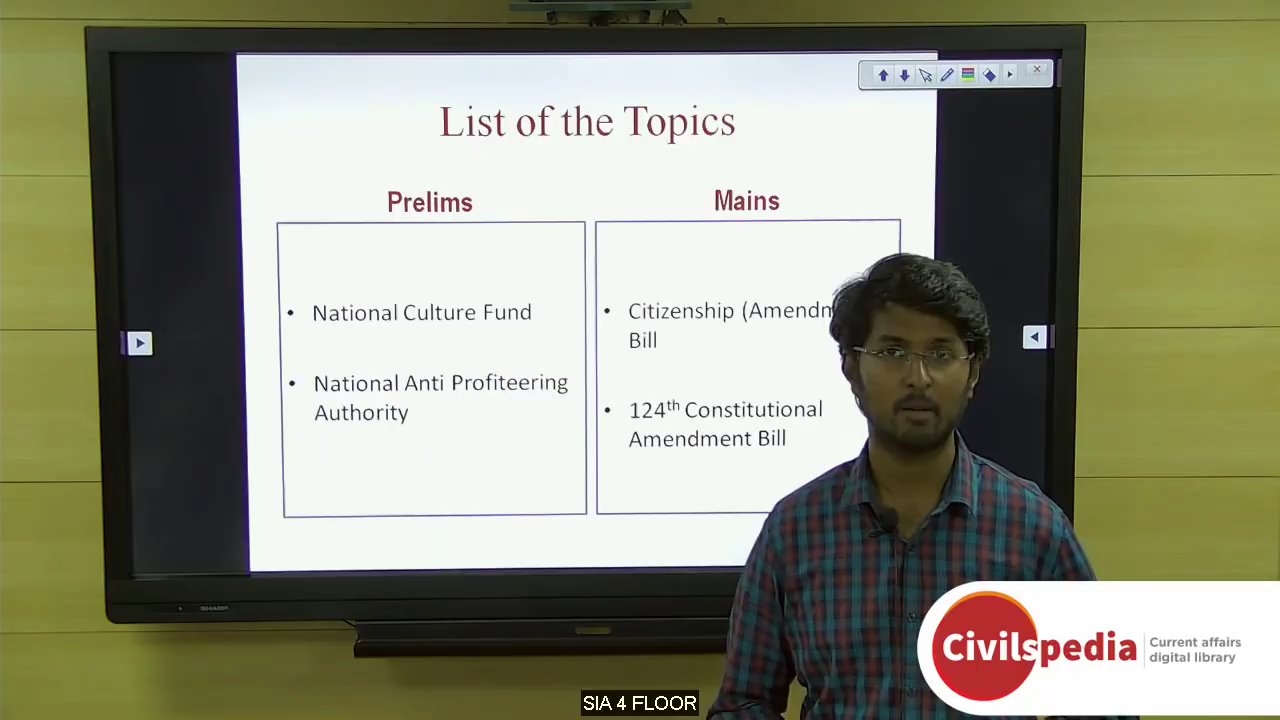 List of the Topics
Prelims
Mains
• National Culture Fund
• National Anti Profiteering
Authority
• Citizenship (Amendm
Bill
• 124th Constitutional
Amendment Bill
SHARP
Civilspedia
Current affairs
digital library
SIA 4 FLOOR